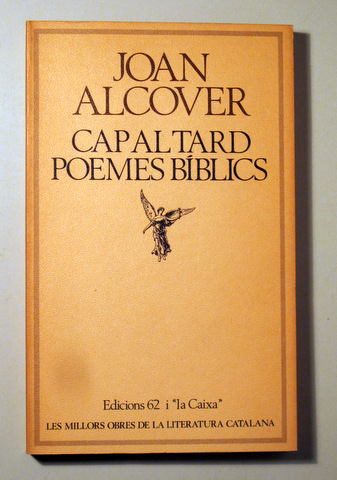 JOAN
ALCOVER
CAP AL TARD
POEMES BÍBLICS
Edicions 62 i "la Caixa"
LES MILLORS OBRES DE LA LITERATURA CATALANA